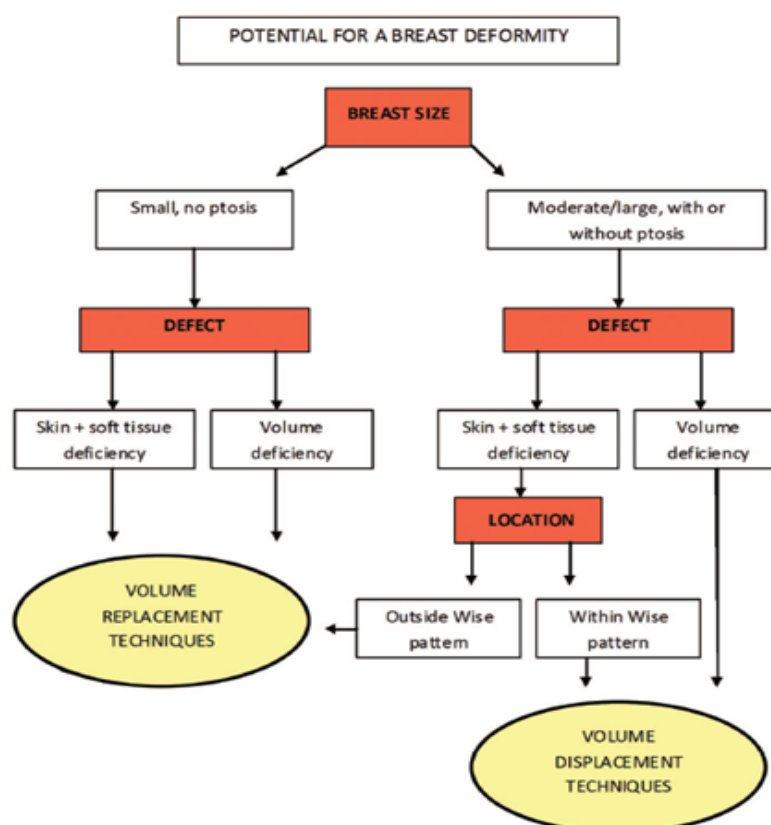 POTENTIAL FOR A BREAST DEFORMITY
BREAST SIZE
Small, no ptosis
Moderate/large, with or
without ptosis
DEFECT
DEFECT
Skin + soft tissue
deficiency
Volume
deficiency
Skin + soft tissue
deficiency
Volume
deficiency
LOCATION
VOLUME
REPLACEMENT
TECHNIQUES
Outside Wise
pattern
Within Wise
pattern
VOLUME
DISPLACEMENT
TECHNIQUES